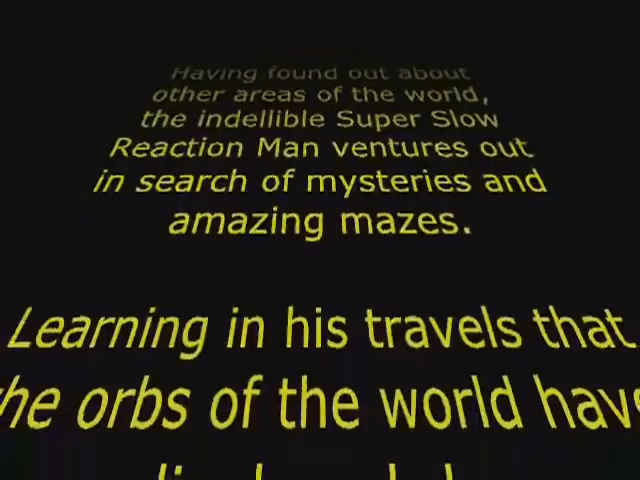 Having found out about
other areas of the world,
the indellible Super Slow
Reaction Man ventures out
in search of mysteries and
amazing mazes.
Learning in his travels that
the orbs of the world have